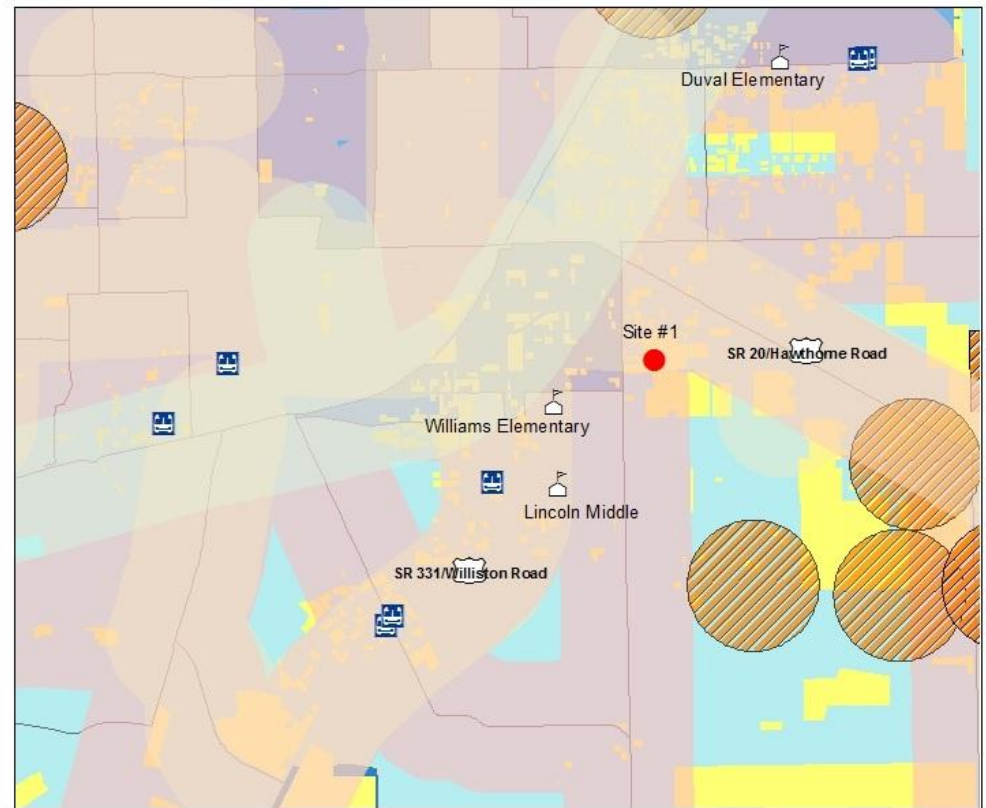 Duval Elementary
Site #1
SR 20/Hawthorne Road
Williams Elementary
Lincoln Middle
SR 331/Williston Road